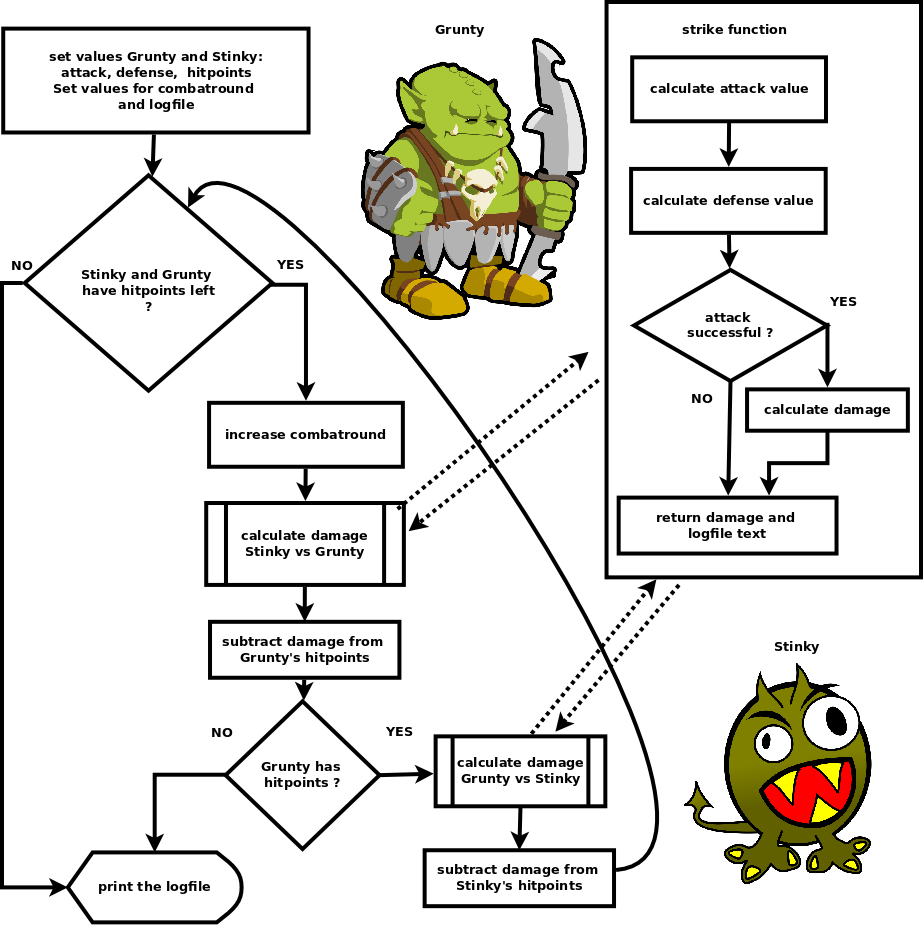 set values Grunty and Stinky:
attack, defense, hitpoints
Set values for combatround
and logfile
Stinky and Grunty
have hitpoints left
?
NO
YES
increase combatround
calculate damage
Stinky vs Grunty
subtract damage from
Grunty's hitpoints
Grunty has
hitpoints ?
NO
YES
print the logfile
calculate damage
Grunty vs Stinky
subtract damage from
Stinky's hitpoints
Grunty
strike function
calculate attack value
calculate defense value
attack
successful ?
YES
NO
calculate damage
return damage and
logfile text
Stinky